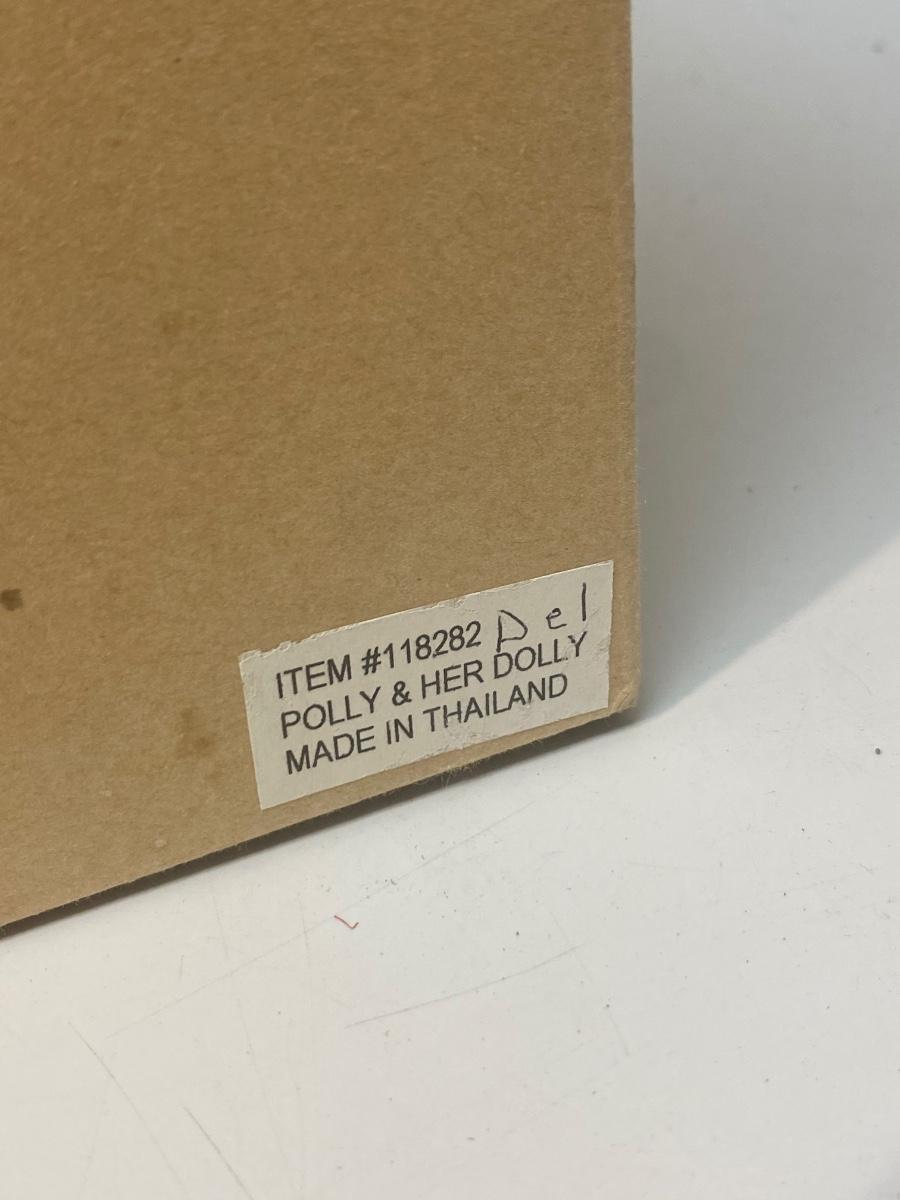 ITEM #118282 Del
POLLY & HER DOLLY
MADE IN THAILAND